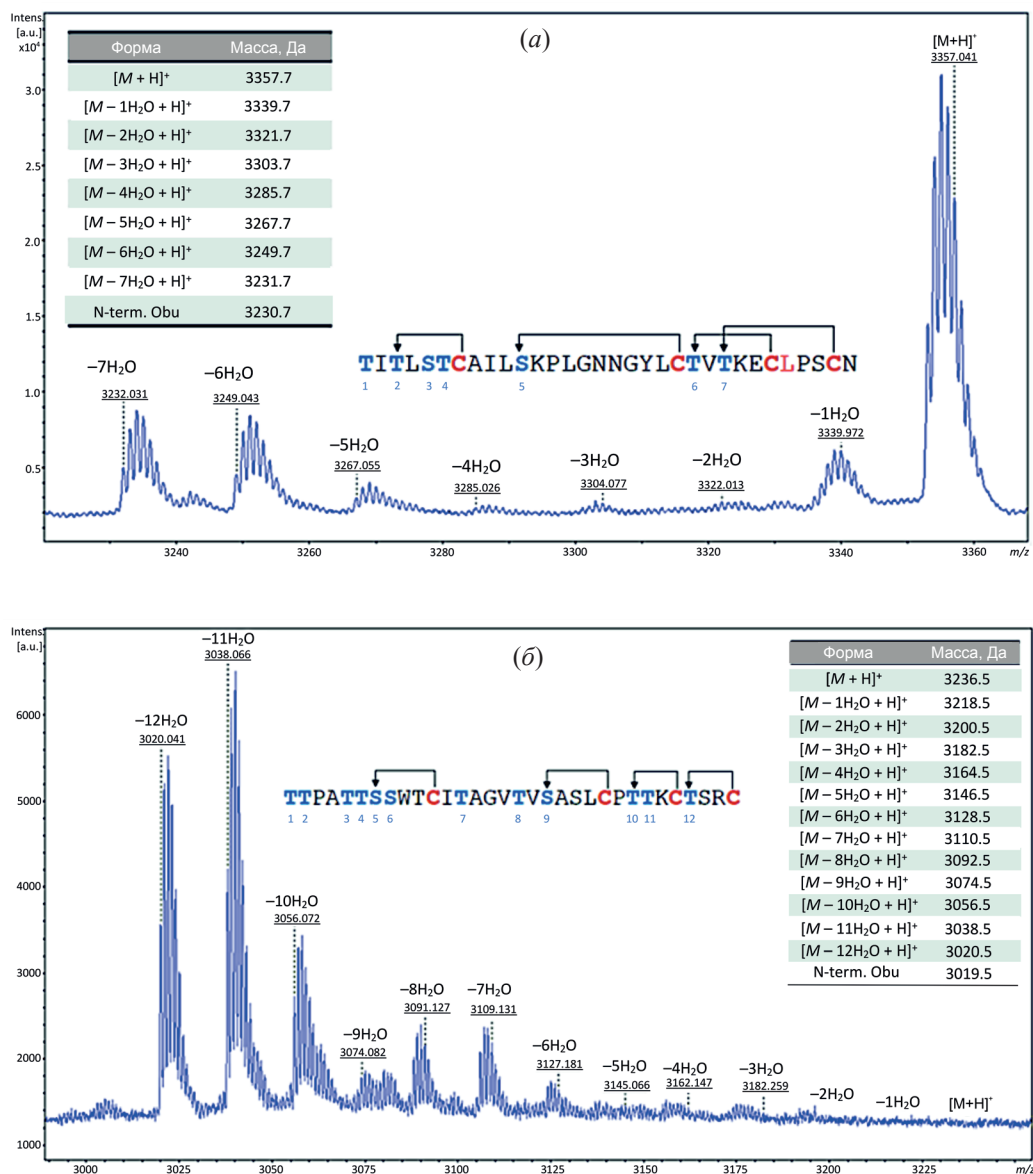 Intens.
[a.u.]
x10⁴
(а)
Форма Масса, Да
[M + H]⁺ 3357.7
[M – 1H₂O + H]⁺ 3339.7
[M – 2H₂O + H]⁺ 3321.7
[M – 3H₂O + H]⁺ 3303.7
[M – 4H₂O + H]⁺ 3285.7
[M – 5H₂O + H]⁺ 3267.7
[M – 6H₂O + H]⁺ 3249.7
[M – 7H₂O + H]⁺ 3231.7
N-term. Obu 3230.7
[M+H]⁺
3357.041
3.0
2.5
2.0
1.5
1.0
0.5
TITLSTCAILSKPLGNNGYLCTVTKECLPSCN
1 2 3 4 5 6 7
–7H₂O
3232.031
–6H₂O
3249.043
–5H₂O
3267.055
–4H₂O
3285.026
–3H₂O
3304.077
–2H₂O
3322.013
–1H₂O
3339.972
3240 3260 3280 3300 3320 3340 3360 m/z
Intens.
[a.u.]
(б)
Форма Масса, Да
[M + H]⁺ 3236.5
[M – 1H₂O + H]⁺ 3218.5
[M – 2H₂O + H]⁺ 3200.5
[M – 3H₂O + H]⁺ 3182.5
[M – 4H₂O + H]⁺ 3164.5
[M – 5H₂O + H]⁺ 3146.5
[M – 6H₂O + H]⁺ 3128.5
[M – 7H₂O + H]⁺ 3110.5
[M – 8H₂O + H]⁺ 3092.5
[M – 9H₂O + H]⁺ 3074.5
[M – 10H₂O + H]⁺ 3056.5
[M – 11H₂O + H]⁺ 3038.5
[M – 12H₂O + H]⁺ 3020.5
N-term. Obu 3019.5
6000
5000
4000
3000
2000
1000
TTPATTSSWTCITAGVTVSASLCPTTKCTSRC
1 2 3 4 5 6 7 8 9 10 11 12
–12H₂O
3020.041
–11H₂O
3038.066
–10H₂O
3056.072
–9H₂O
3074.082
–8H₂O
3091.127
–7H₂O
3109.131
–6H₂O
3127.181
–5H₂O
3145.066
–4H₂O
3162.147
–3H₂O
3182.259
–2H₂O
–1H₂O
[M+H]⁺
3000 3025 3050 3075 3100 3125 3150 3175 3200 3225 m/z